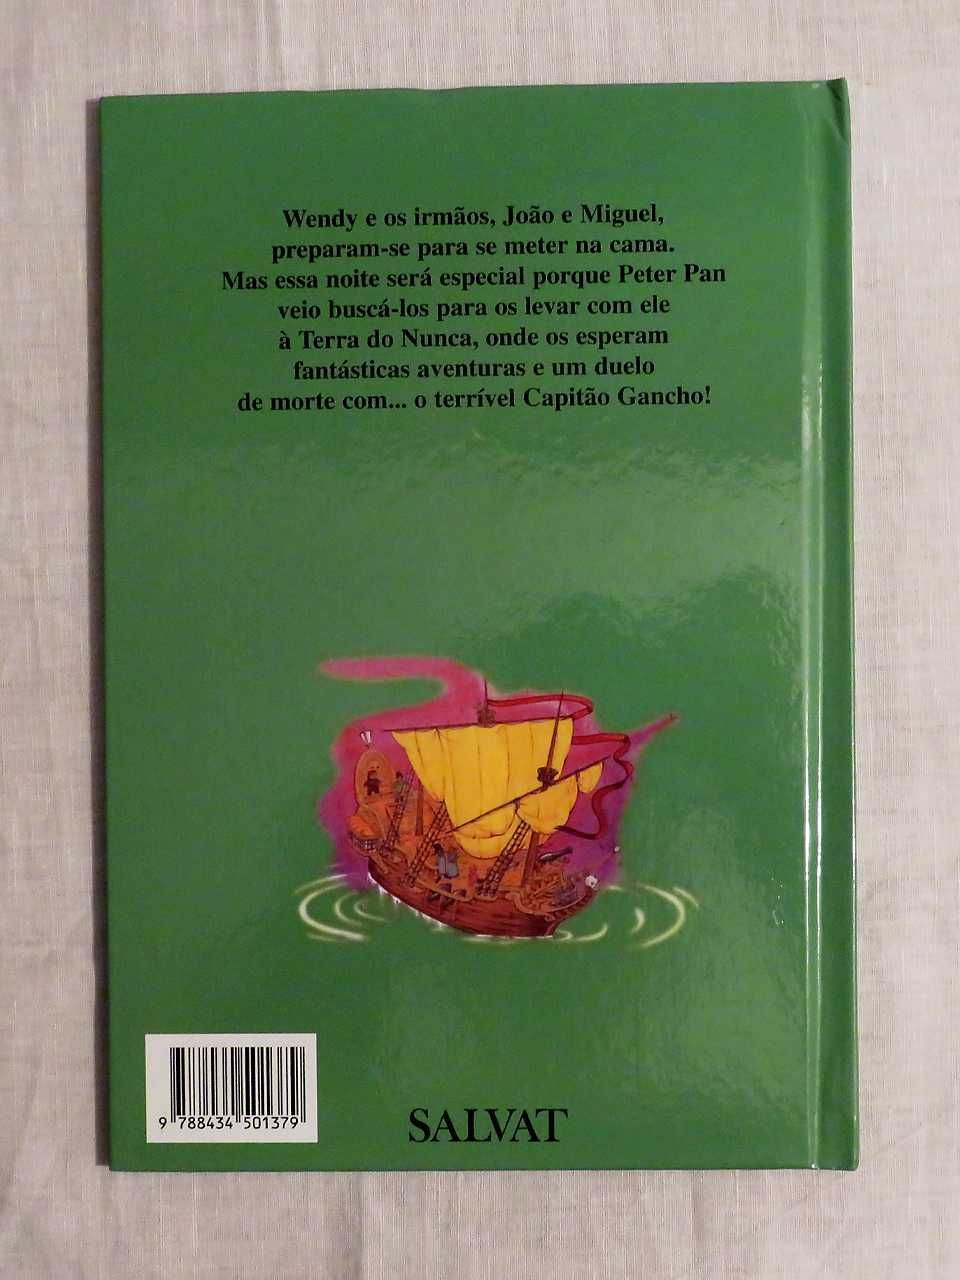 Wendy e os irmãos, João e Miguel,
preparam-se para se meter na cama.
Mas essa noite será especial porque Peter Pan
veio buscá-los para os levar com ele
à Terra do Nunca, onde os esperam
fantásticas aventuras e um duelo
de morte com... o terrível Capitão Gancho!
9 788434 501379
SALVAT